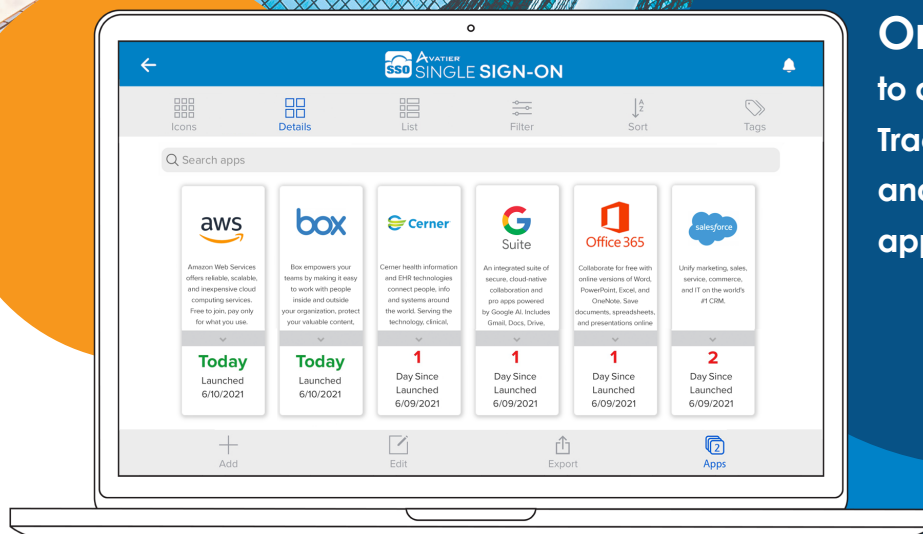 AVATIER
SSO SINGLE SIGN-ON
Icons
Details
List
Filter
A
Z
Sort
Tags
Search apps
aws
Amazon Web Services
offers reliable, scalable,
and inexpensive cloud
computing services.
Free to join, pay only
for what you use.
Today
Launched
6/10/2021
box
Box empowers your
teams by making it easy
to work with people
inside and outside
your organization, protect
your valuable content,
Today
Launched
6/10/2021
Cerner
Cerner health information
and EHR technologies
connect people, info
and systems around
the world. Serving the
technology, clinical,
1
Day Since
Launched
6/09/2021
G
Suite
An integrated suite of
secure, cloud-native
collaboration and
pro apps powered
by Google AI. Includes
Gmail, Docs, Drive,
1
Day Since
Launched
6/09/2021
Office 365
Collaborate for free with
online versions of Word,
PowerPoint, Excel, and
OneNote. Save
documents, spreadsheets,
and presentations online
1
Day Since
Launched
6/09/2021
salesforce
Unify marketing, sales,
service, commerce,
and IT on the world's
#1 CRM.
2
Day Since
Launched
6/09/2021
Add
Edit
Export
2
Apps
to